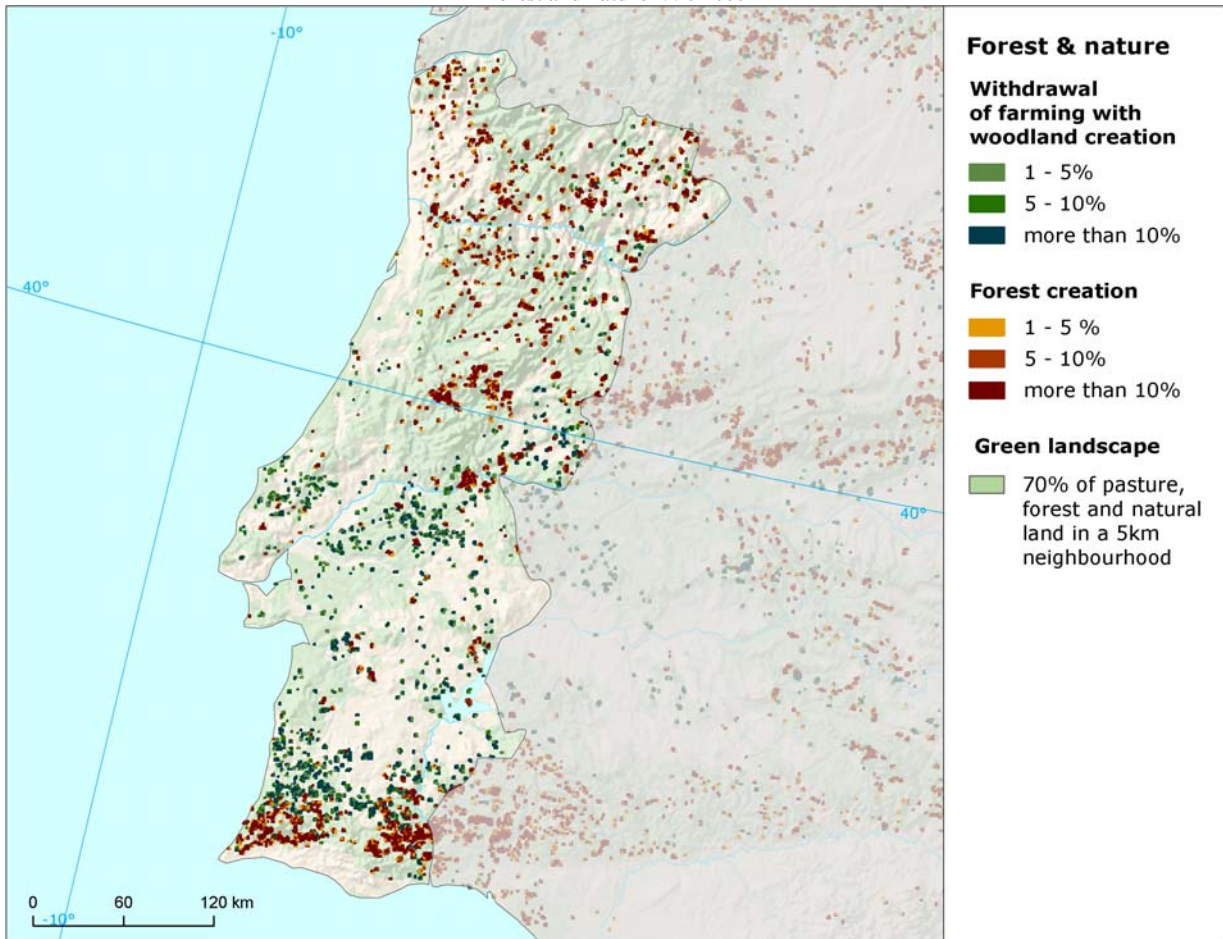 -10°
40°
40°
0 60 120 km
-10°
Forest & nature
Withdrawal
of farming with
woodland creation
1 - 5%
5 - 10%
more than 10%
Forest creation
1 - 5 %
5 - 10%
more than 10%
Green landscape
70% of pasture,
forest and natural
land in a 5km
neighbourhood